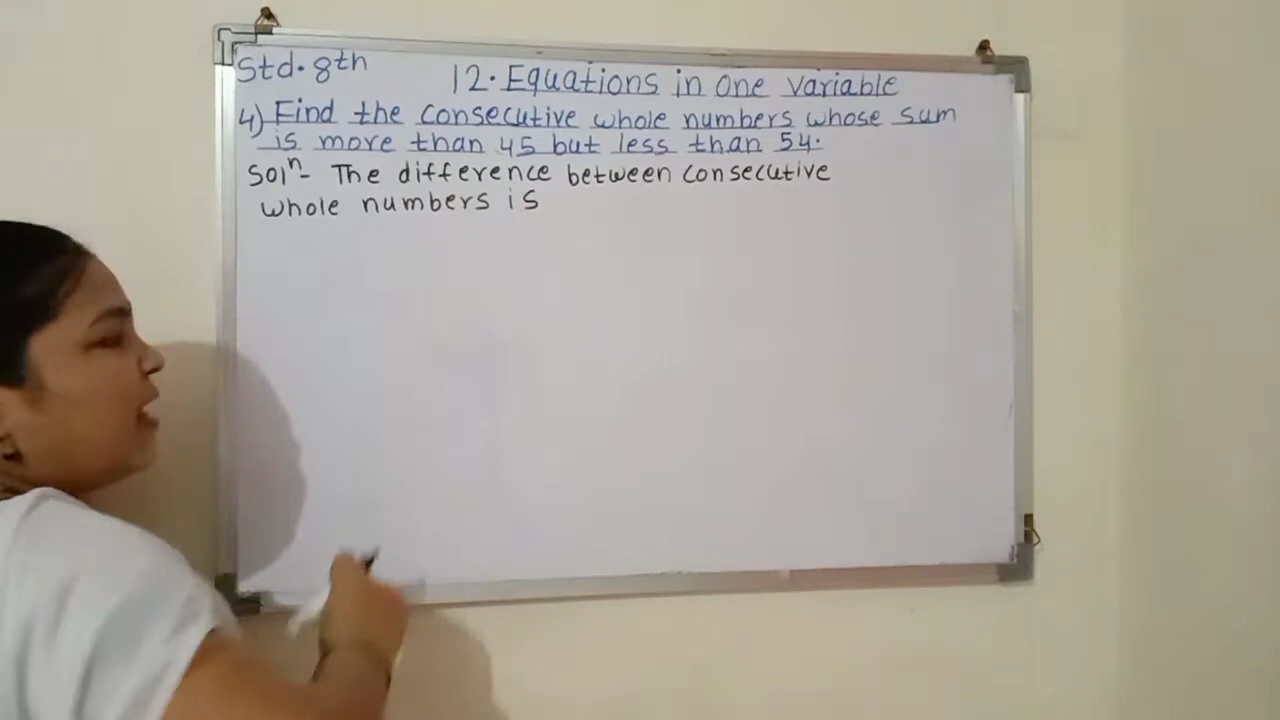 Std. 8th
12. Equations in one variable
4) Find the consecutive whole numbers whose sum
is more than 45 but less than 54.
Solⁿ- The difference between consecutive
whole numbers is